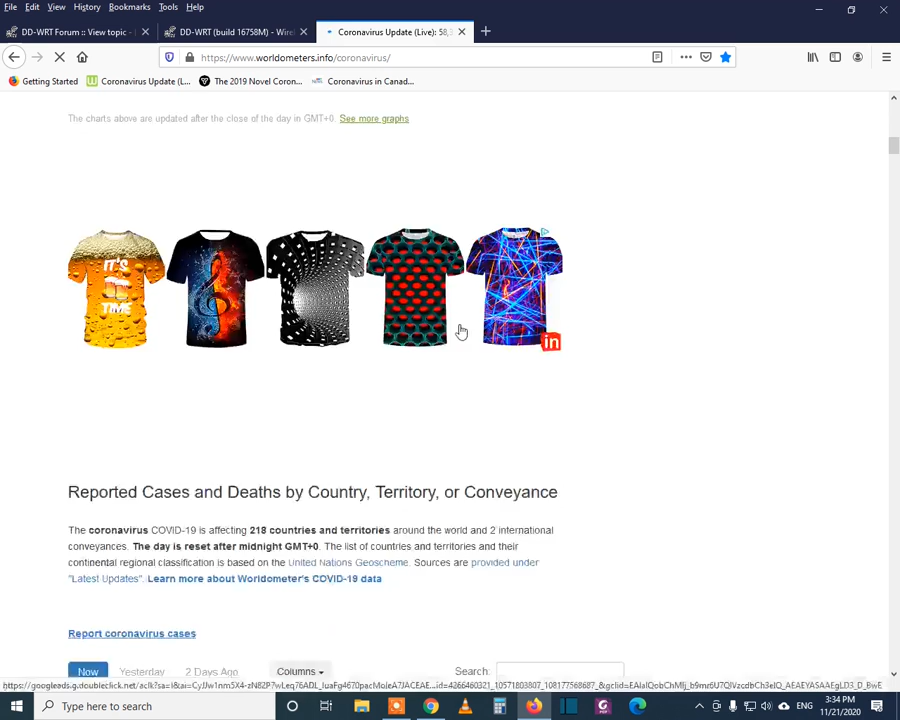 File Edit View History Bookmarks Tools Help
DD-WRT Forum :: View topic -
DD-WRT (build 16758M) - Wire
Coronavirus Update (Live): 58,
https://www.worldometers.info/coronavirus/
Getting Started
Coronavirus Update (L...
The 2019 Novel Coron...
Coronavirus in Canad...
The charts above are updated after the close of the day in GMT+0. See more graphs
IT'S
TIME
in
Reported Cases and Deaths by Country, Territory, or Conveyance
The coronavirus COVID-19 is affecting 218 countries and territories around the world and 2 international
conveyances. The day is reset after midnight GMT+0. The list of countries and territories and their
continental regional classification is based on the United Nations Geoscheme. Sources are provided under
"Latest Updates". Learn more about Worldometer's COVID-19 data
Report coronavirus cases
Now Yesterday 2 Days Ago Columns Search:
Type here to search
ENG
3:34 PM
11/21/2020